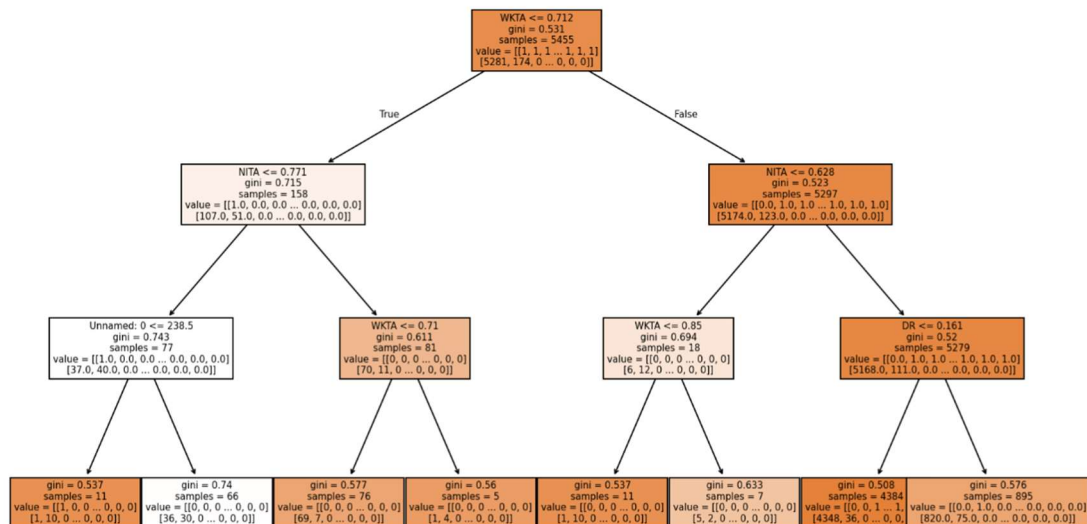 WKTA <= 0.712
gini = 0.531
samples = 5455
value = [[1, 1, 1 ... 1, 1, 1]
[5281, 174, 0 ... 0, 0, 0]]
True
False
NITA <= 0.771
gini = 0.715
samples = 158
value = [[1.0, 0.0, 0.0 ... 0.0, 0.0, 0.0]
[107.0, 51.0, 0.0 ... 0.0, 0.0, 0.0]]
NITA <= 0.628
gini = 0.523
samples = 5297
value = [[0.0, 1.0, 1.0 ... 1.0, 1.0, 1.0]
[5174.0, 123.0, 0.0 ... 0.0, 0.0, 0.0]]
Unnamed: 0 <= 238.5
gini = 0.743
samples = 77
value = [[1.0, 0.0, 0.0 ... 0.0, 0.0, 0.0]
[37.0, 40.0, 0.0 ... 0.0, 0.0, 0.0]]
WKTA <= 0.71
gini = 0.611
samples = 81
value = [[0, 0, 0 ... 0, 0, 0]
[70, 11, 0 ... 0, 0, 0]]
WKTA <= 0.85
gini = 0.694
samples = 18
value = [[0, 0, 0 ... 0, 0, 0]
[6, 12, 0 ... 0, 0, 0]]
DR <= 0.161
gini = 0.52
samples = 5279
value = [[0.0, 1.0, 1.0 ... 1.0, 1.0, 1.0]
[5168.0, 111.0, 0.0 ... 0.0, 0.0, 0.0]]
gini = 0.537
samples = 11
value = [[1, 0, 0 ... 0, 0, 0]
[1, 10, 0 ... 0, 0, 0]]
gini = 0.74
samples = 66
value = [[0, 0, 0 ... 0, 0, 0]
[36, 30, 0 ... 0, 0, 0]]
gini = 0.577
samples = 76
value = [[0, 0, 0 ... 0, 0, 0]
[69, 7, 0 ... 0, 0, 0]]
gini = 0.56
samples = 5
value = [[0, 0, 0 ... 0, 0, 0]
[1, 4, 0 ... 0, 0, 0]]
gini = 0.537
samples = 11
value = [[0, 0, 0 ... 0, 0, 0]
[1, 10, 0 ... 0, 0, 0]]
gini = 0.633
samples = 7
value = [[0, 0, 0 ... 0, 0, 0]
[5, 2, 0 ... 0, 0, 0]]
gini = 0.508
samples = 4384
value = [[0, 0, 1 ... 1,
[4348, 36, 0 ... 0, 0,
gini = 0.576
samples = 895
value = [[0.0, 1.0, 0.0 ... 0.0, 0.0, 0.0]
[820.0, 75.0, 0.0 ... 0.0, 0.0, 0.0]]